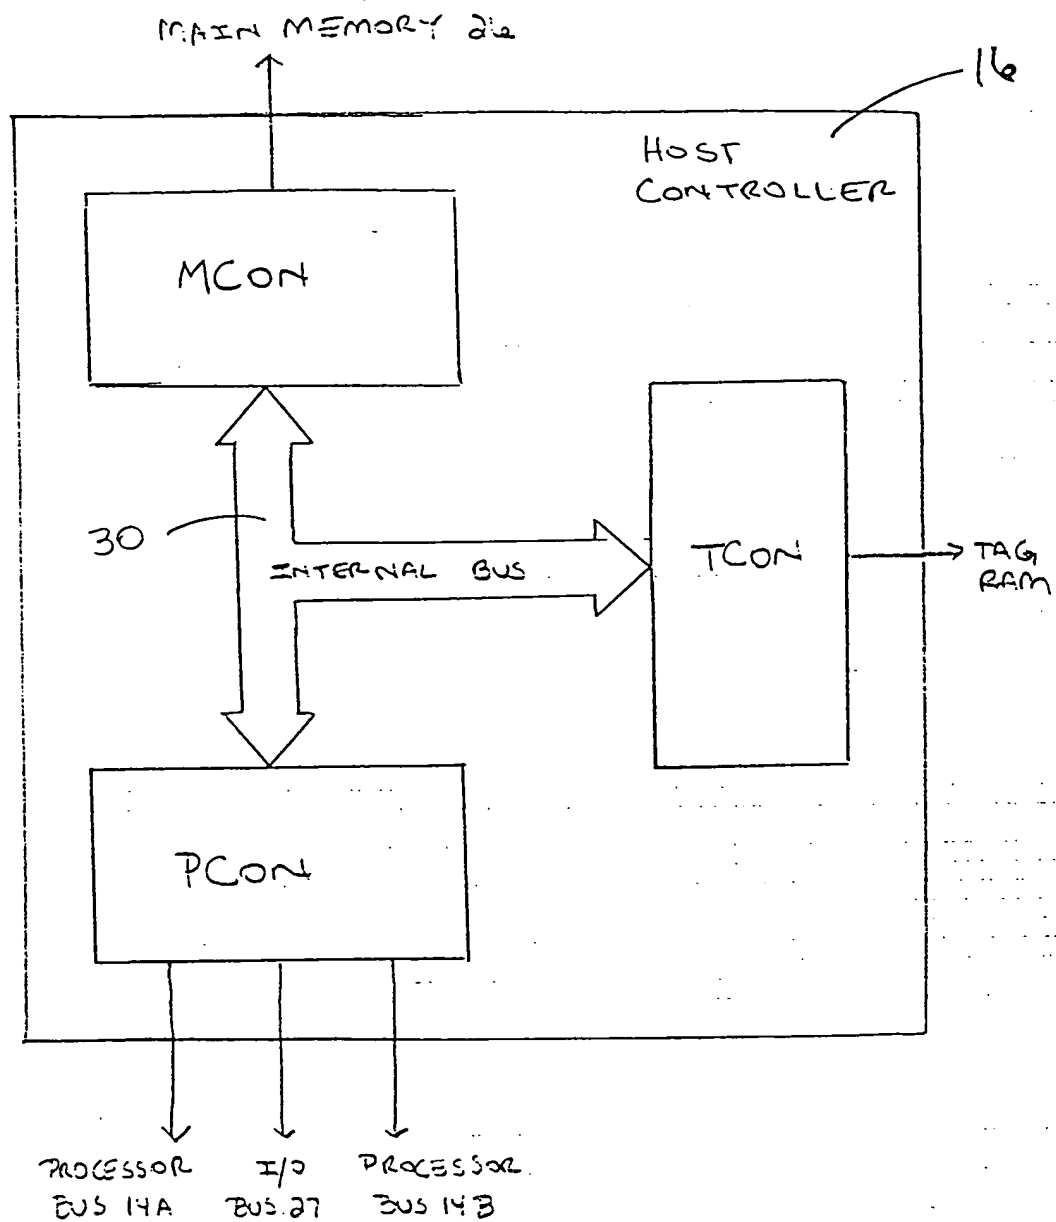 MAIN MEMORY 26
16
HOST
CONTROLLER
MCON
30
INTERNAL BUS
TCON
TAG
RAM
PCON
PROCESSOR
BUS 14A
I/O
BUS 27
PROCESSOR
BUS 14B